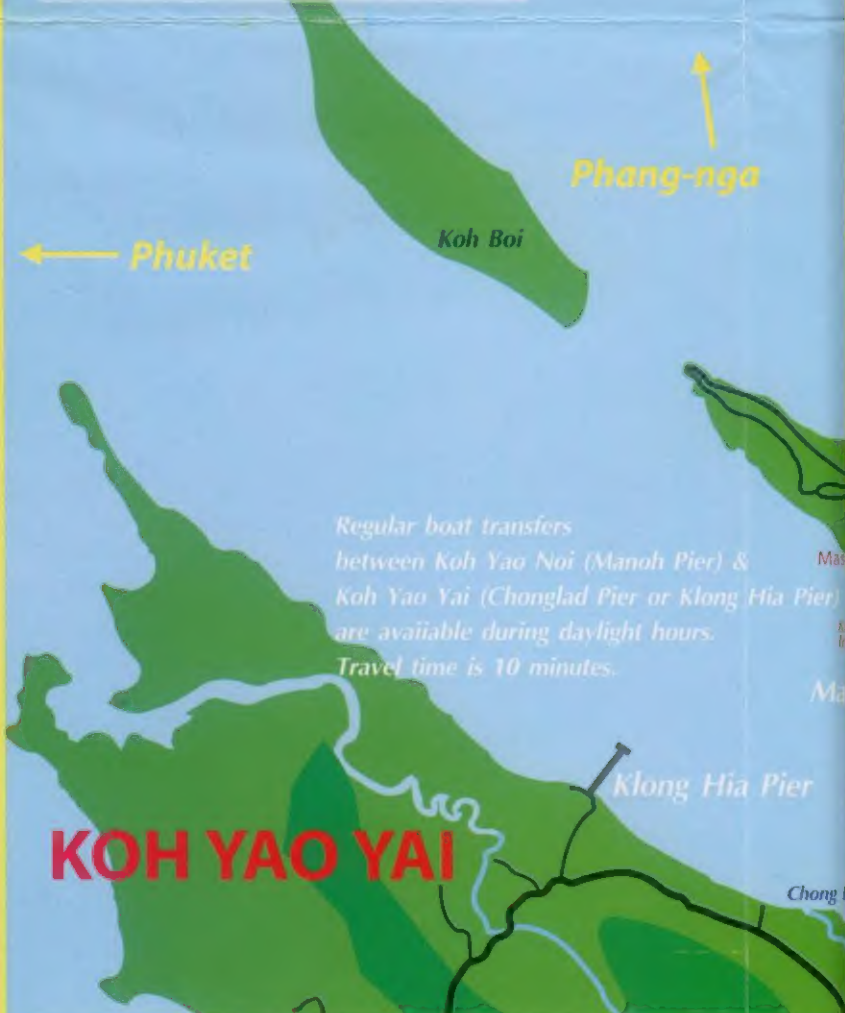 Phang-nga
Koh Boi
Phuket
Regular boat transfers
between Koh Yao Noi (Manoh Pier) &
Koh Yao Yai (Chonglad Pier or Klong Hia Pier)
are avaiiable during daylight hours.
Travel time is 10 minutes.
Klong Hia Pier
KOH YAO YAI
Chong